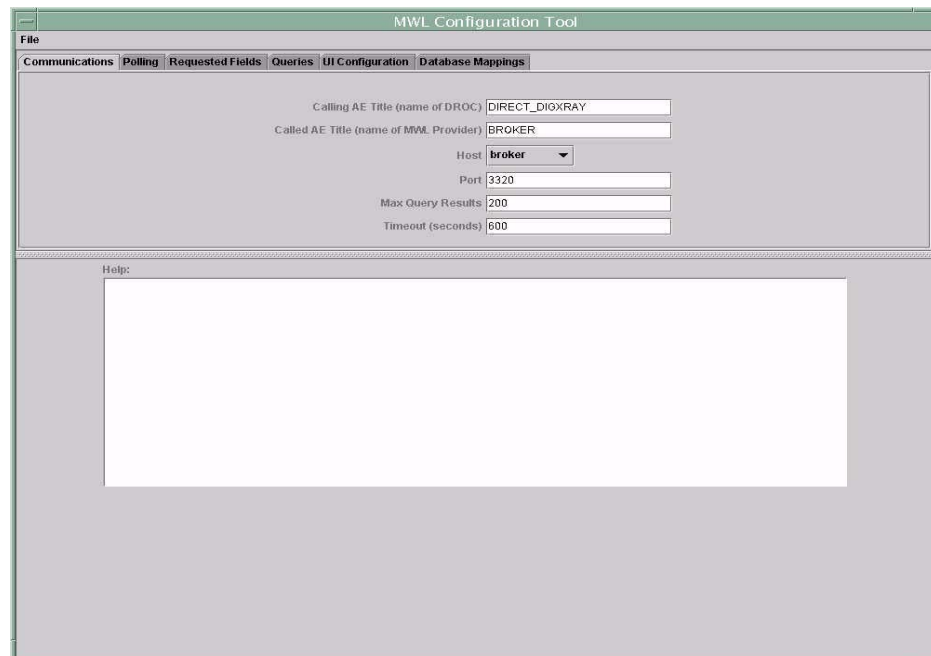 MWL Configuration Tool
File
Communications Polling Requested Fields Queries UI Configuration Database Mappings
Calling AE Title (name of DROC) DIRECT_DIGXRAY
Called AE Title (name of MWL Provider) BROKER
Host broker
Port 3320
Max Query Results 200
Timeout (seconds) 600
Help: